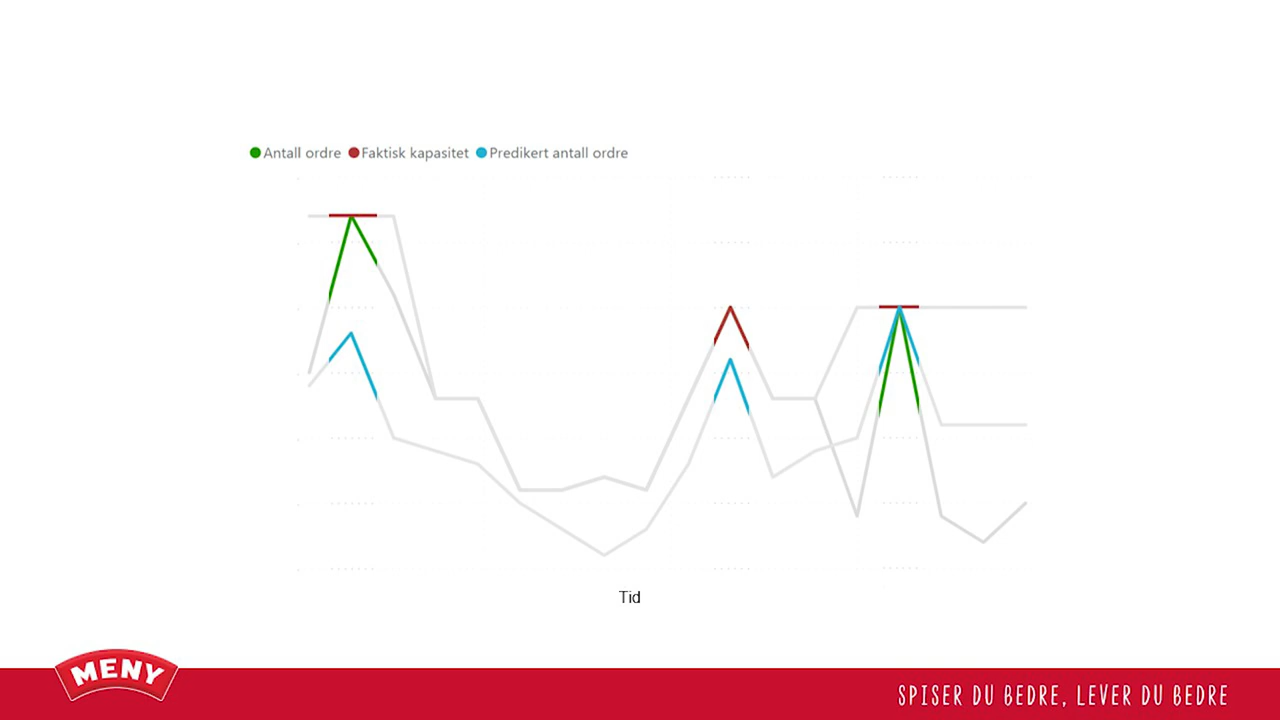 Antall ordre Faktisk kapasitet Predikert antall ordre
Tid
MENY
SPISER DU BEDRE, LEVER DU BEDRE